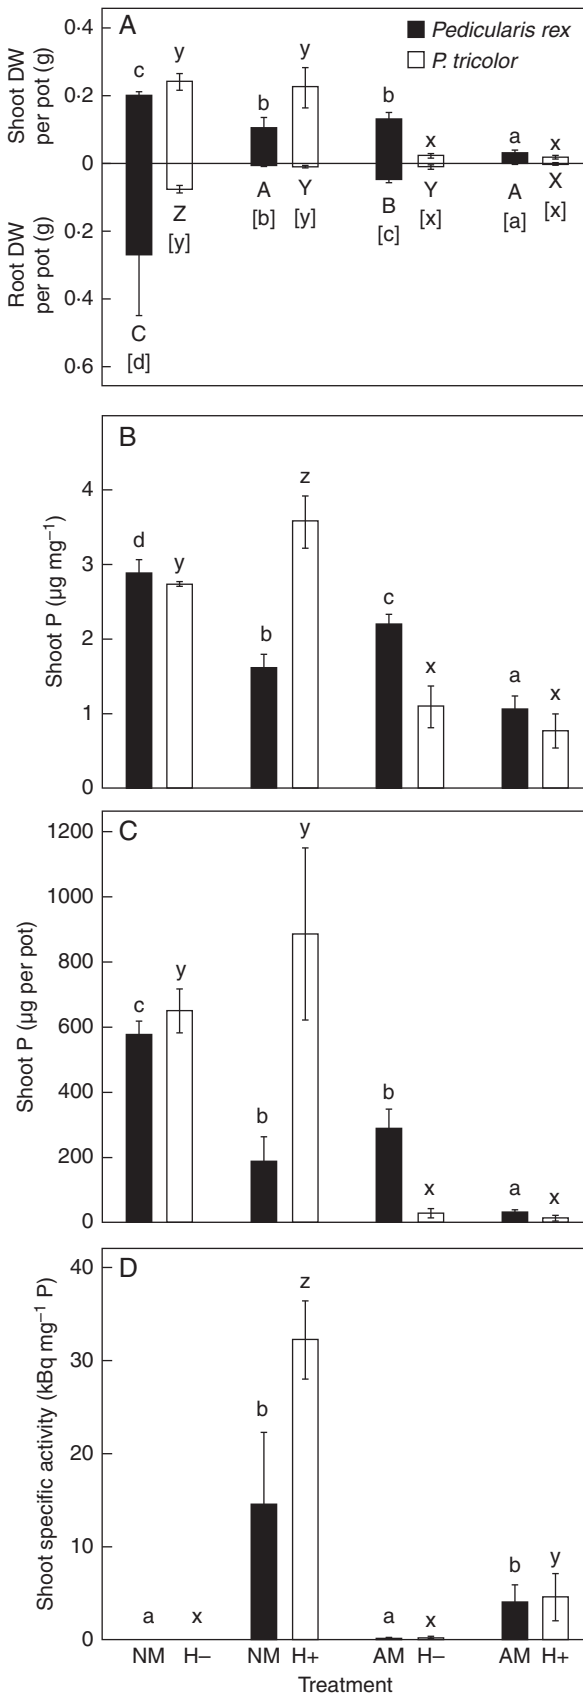 A
Pedicularis rex
P. tricolor
Shoot DW
per pot (g)
Root DW
per pot (g)
0·2
0
0·2
0·4
0·6
c y b y b x a x
C Z A Y B Y A X
[d] [y] [b] [y] [c] [x] [a] [x]
B
Shoot P (µg mg−1)
4
3
2
1
0
d y b z c x a x
C
Shoot P (µg per pot)
1200
1000
800
600
400
200
0
c y b y b x a x
D
Shoot specific activity (kBq mg−1 P)
40
30
20
10
0
a x b z a x b y
NM H− NM H+ AM H− AM H+
Treatment